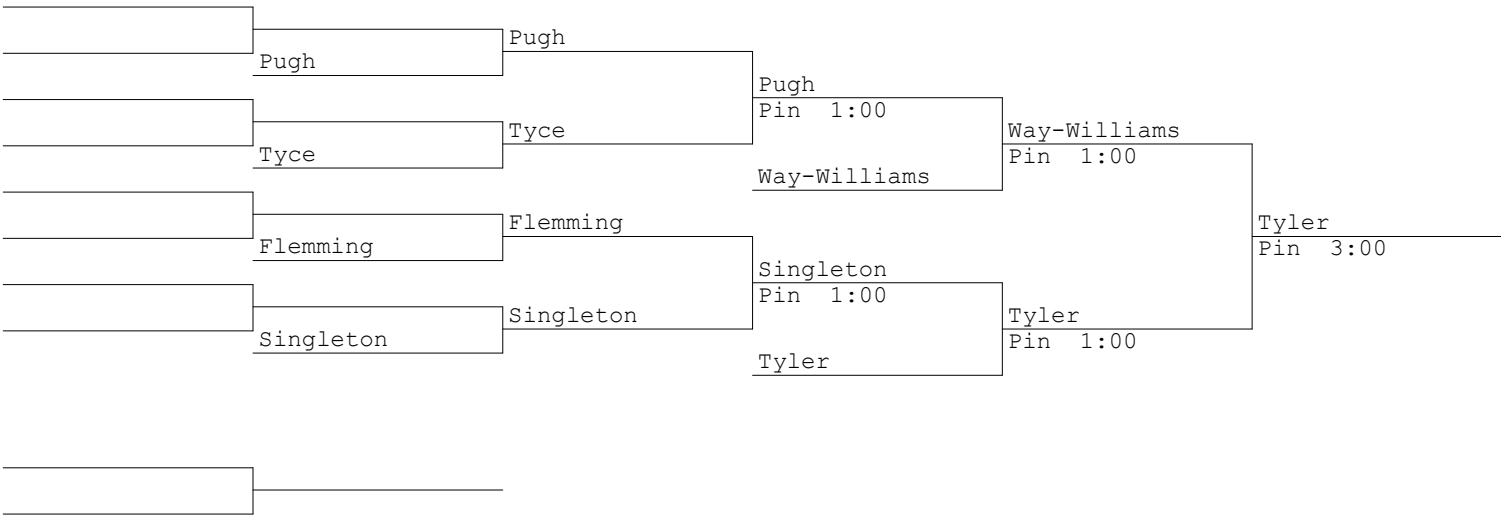 Pugh
Pugh
Pugh
Pin 1:00
Tyce
Way-Williams
Tyce
Pin 1:00
Way-Williams
Flemming
Tyler
Flemming
Pin 3:00
Singleton
Pin 1:00
Singleton
Tyler
Singleton
Pin 1:00
Tyler